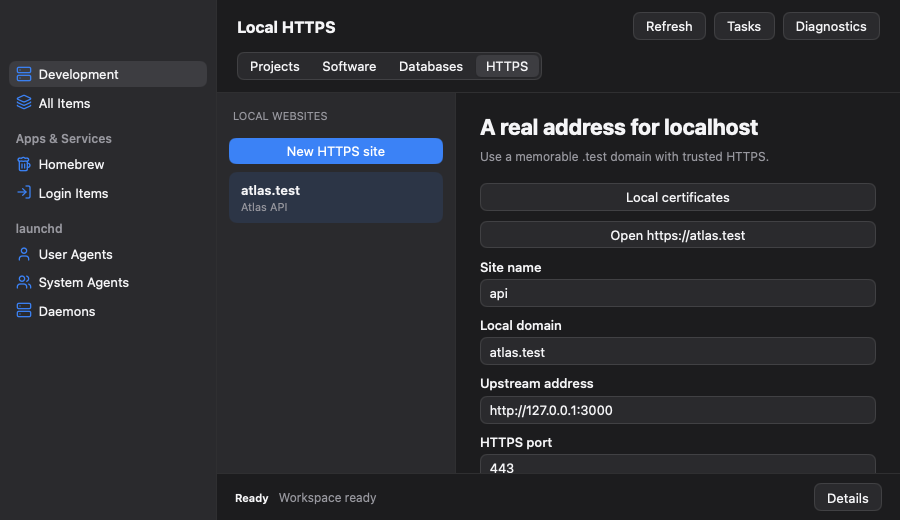 Local HTTPS
Refresh
Tasks
Diagnostics
Projects
Software
Databases
HTTPS
Development
All Items
Apps & Services
Homebrew
Login Items
launchd
User Agents
System Agents
Daemons
LOCAL WEBSITES
New HTTPS site
atlas.test
Atlas API
A real address for localhost
Use a memorable .test domain with trusted HTTPS.
Local certificates
Open https://atlas.test
Site name
api
Local domain
atlas.test
Upstream address
http://127.0.0.1:3000
HTTPS port
443
Ready
Workspace ready
Details